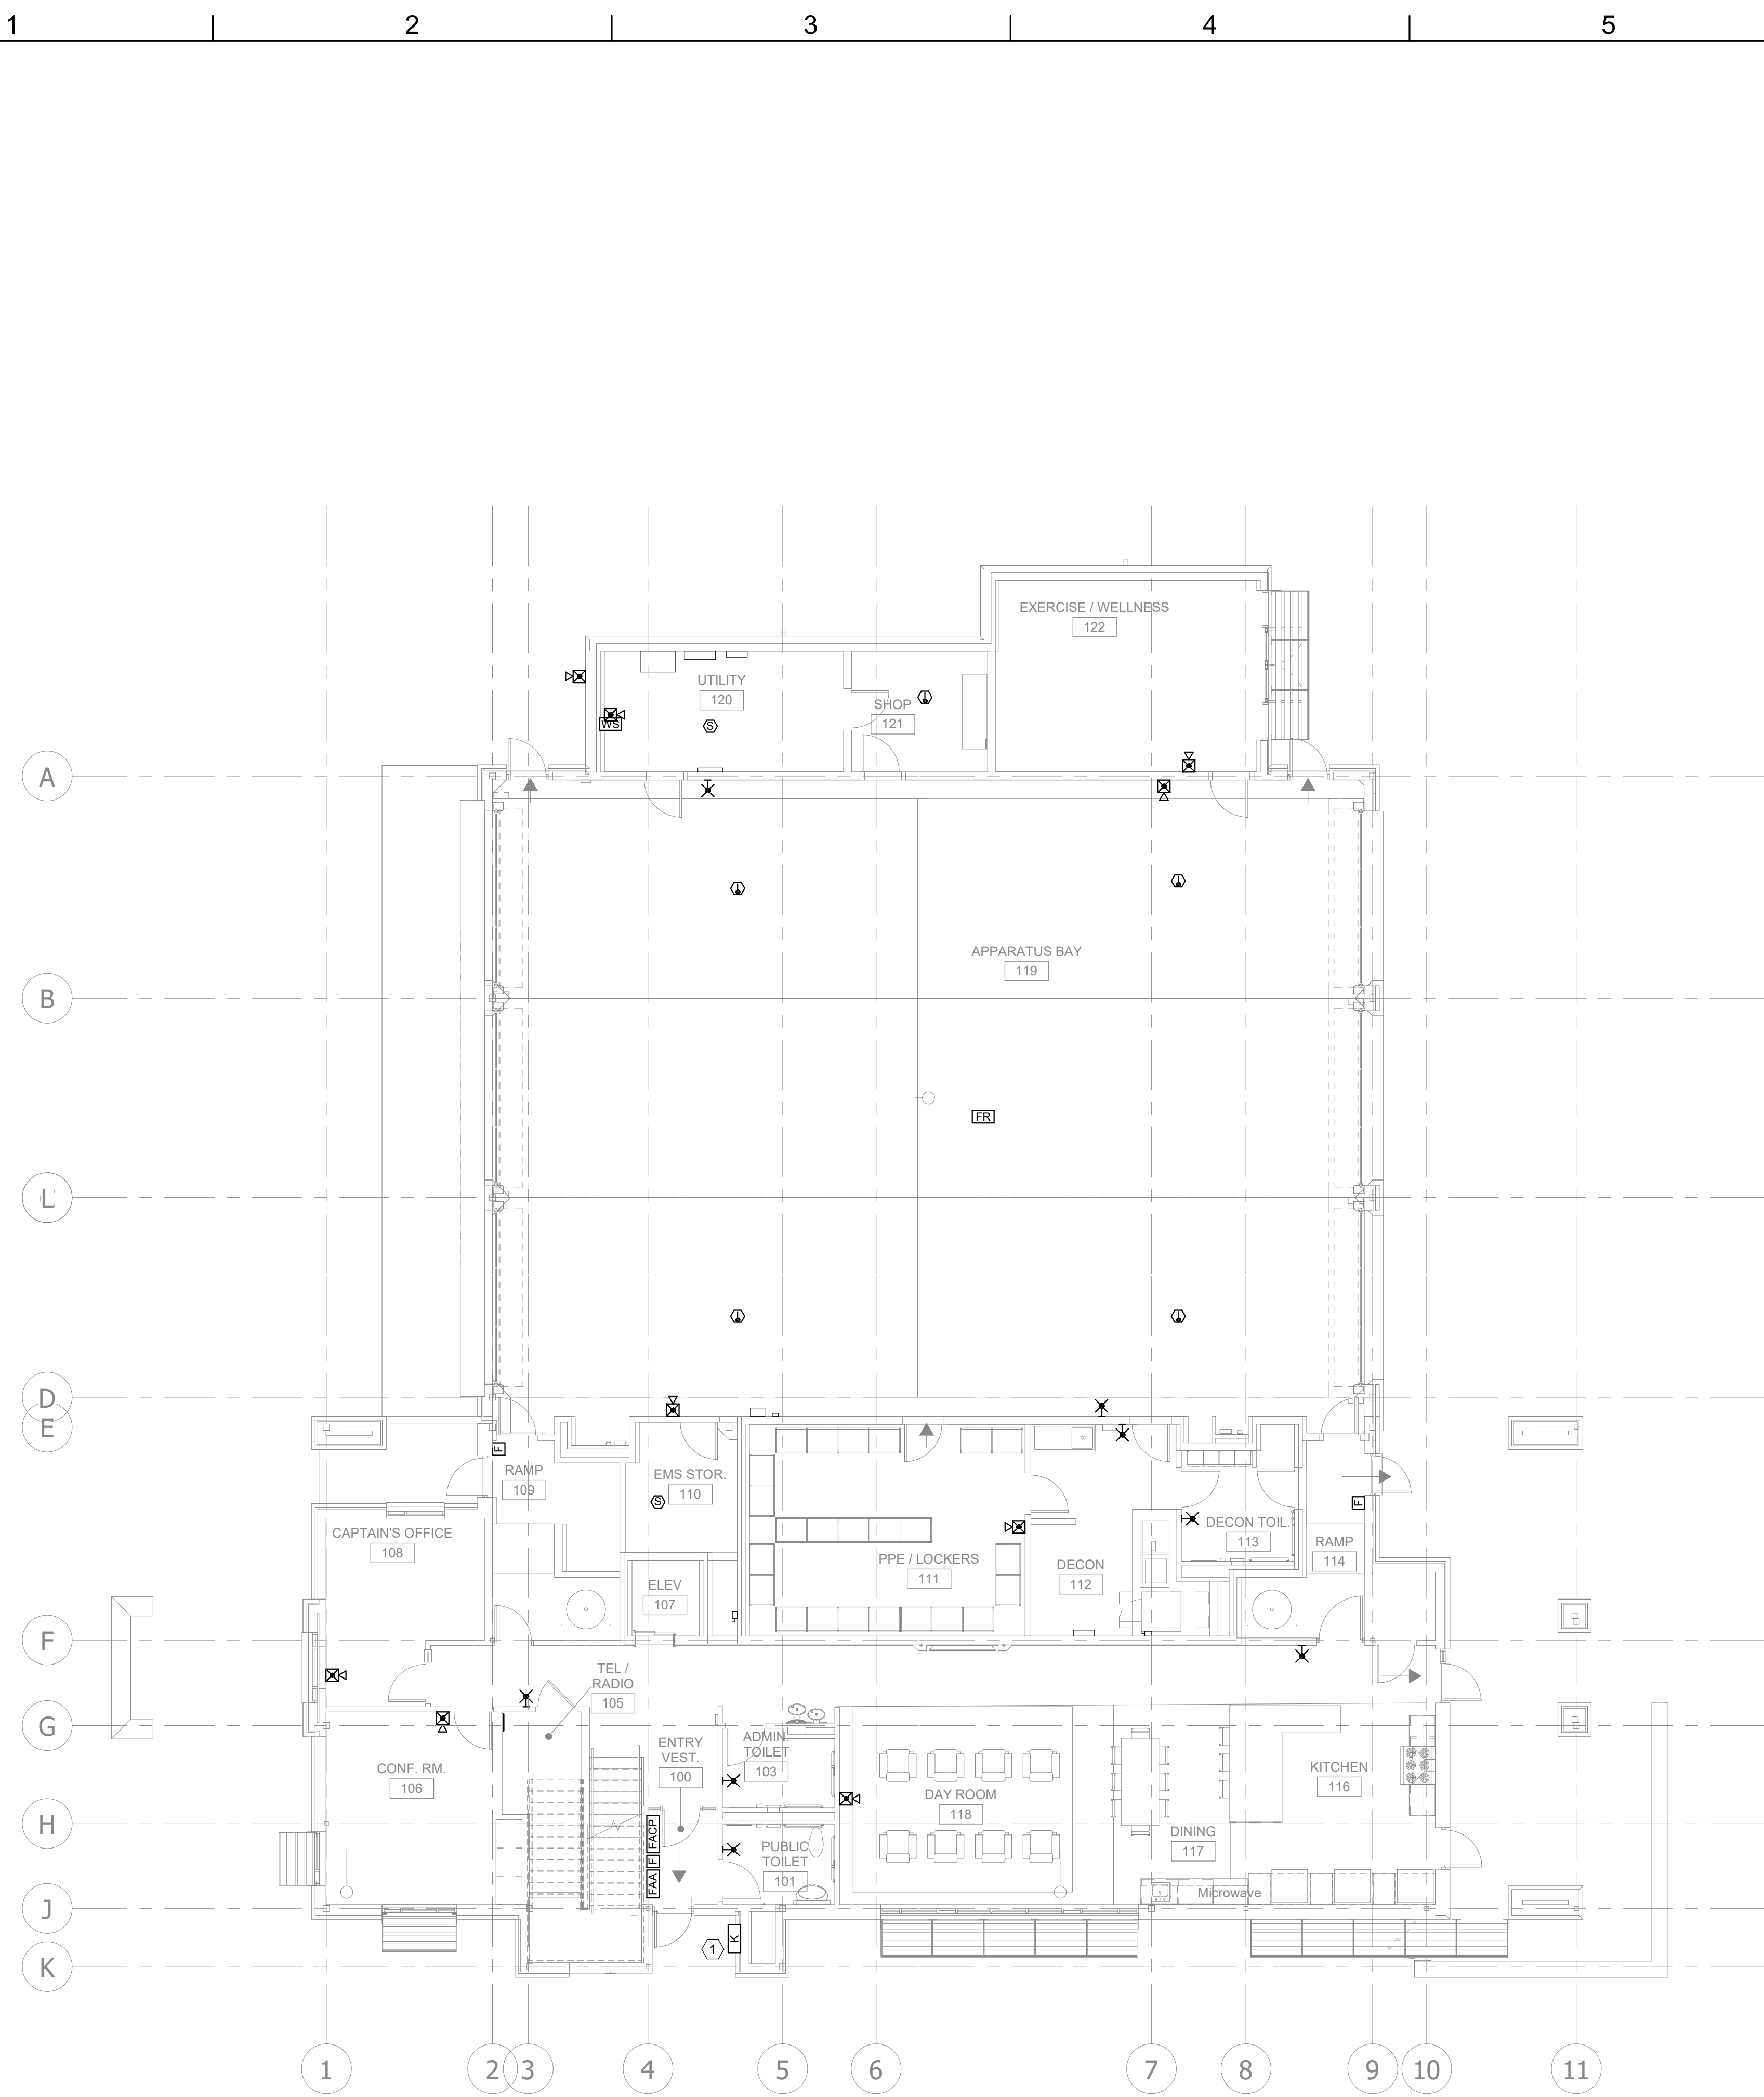 1 2 3 4 5
EXERCISE / WELLNESS
122
UTILITY
120
SHOP
121
WS
S
A
APPARATUS BAY
119
B
FR
L
D
E
F
RAMP
109
EMS STOR.
110
S
F
CAPTAIN'S OFFICE
108
PPE / LOCKERS
111
DECON
112
DECON TOIL.
113
RAMP
114
ELEV
107
F
TEL /
RADIO
105
G
ENTRY
VEST.
100
ADMIN.
TOILET
103
CONF. RM.
106
DAY ROOM
118
KITCHEN
116
H
FACP
F
FAA
PUBLIC
TOILET
101
DINING
117
Microwave
J
1
K
K
1 2 3 4 5 6 7 8 9 10 11